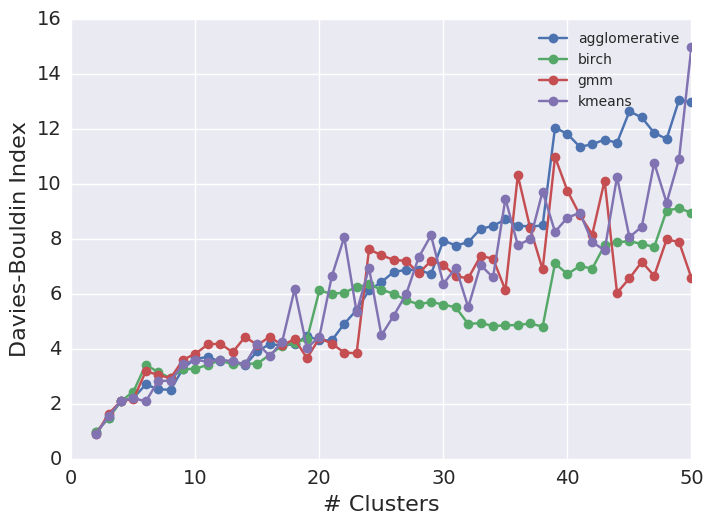 16
14
12
10
8
6
4
2
0
0 10 20 30 40 50
Davies-Bouldin Index
# Clusters
agglomerative
birch
gmm
kmeans